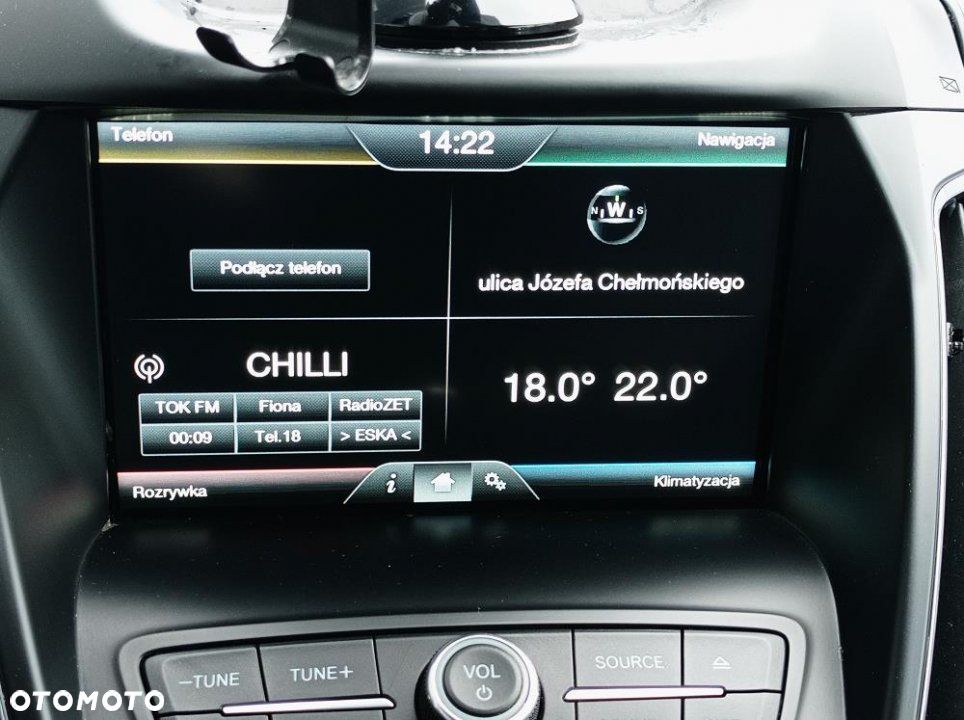 Telefon
14:22
Nawigacja
N W S
Podłącz telefon
ulica Józefa Chełmońskiego
CHILLI
18.0° 22.0°
TOK FM Fiona RadioZET
00:09 Tel.18 > ESKA <
Rozrywka
i
Klimatyzacja
−TUNE TUNE+ VOL SOURCE
OTOMOTO